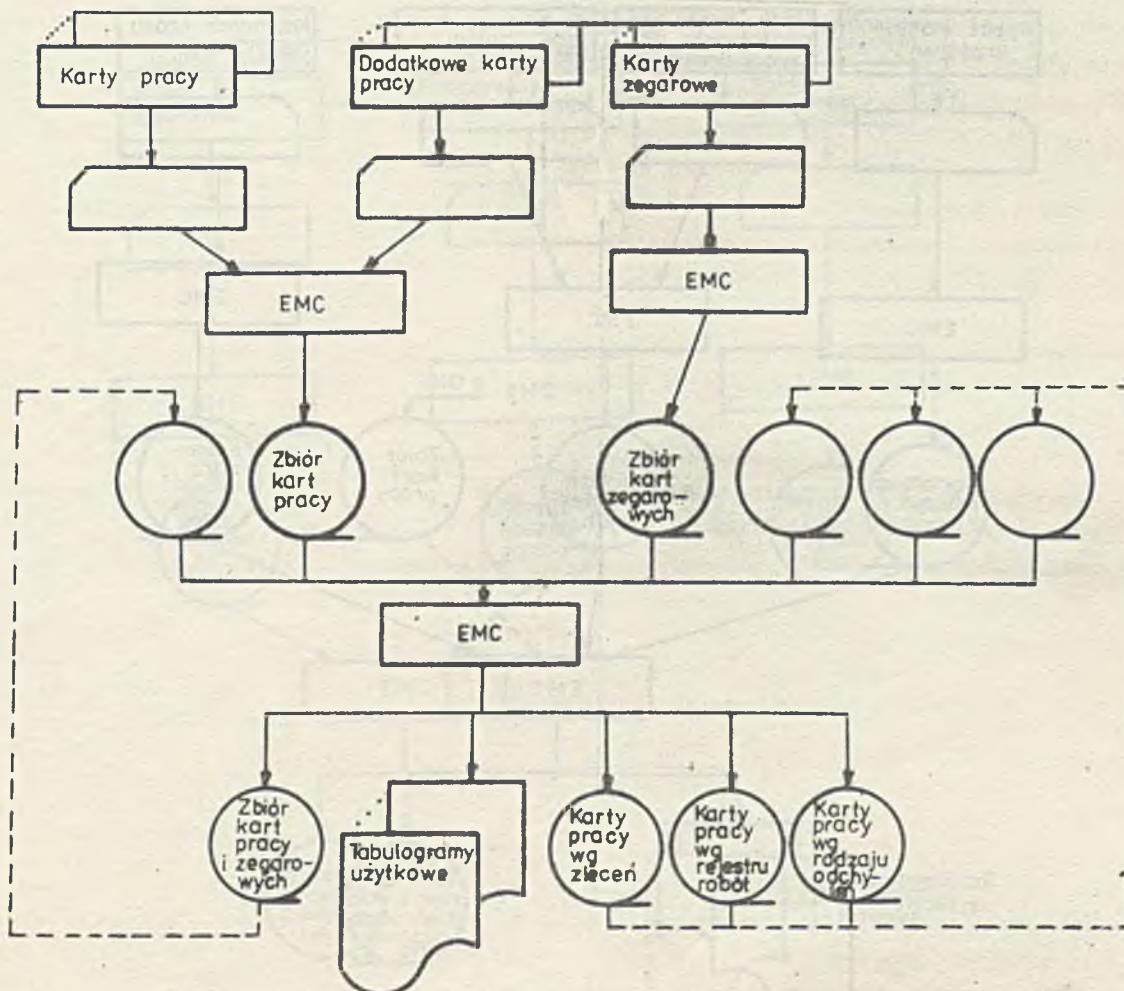 Karty pracy
Dodatkowe karty
pracy
Karty
zegarowe
EMC
EMC
Zbiór
kart
pracy
Zbiór
kart
zegaro-
wych
EMC
Zbiór
kart
pracy
i zegaro-
wych
Tabulogramy
użytkowe
Karty
pracy
wg
zleceń
Karty
pracy
wg
rejestru
robót
Karty
pracy
wg
rodzaju
odchy-
leń